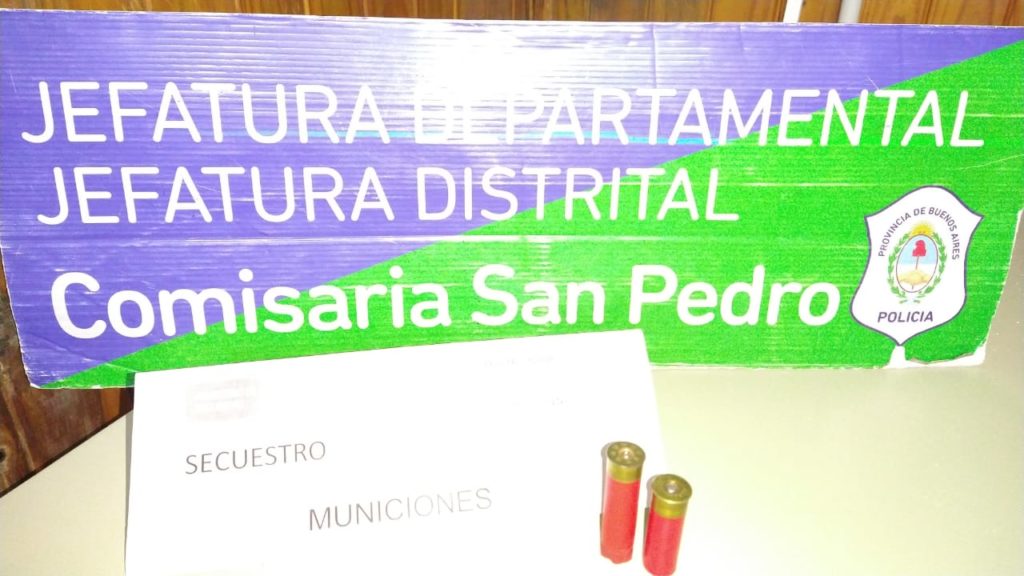 JEFATURA DEPARTAMENTAL
JEFATURA DISTRITAL
Comisaria San Pedro
PROVINCIA DE BUENOS AIRES
POLICIA
SECUESTRO
MUNICIONES